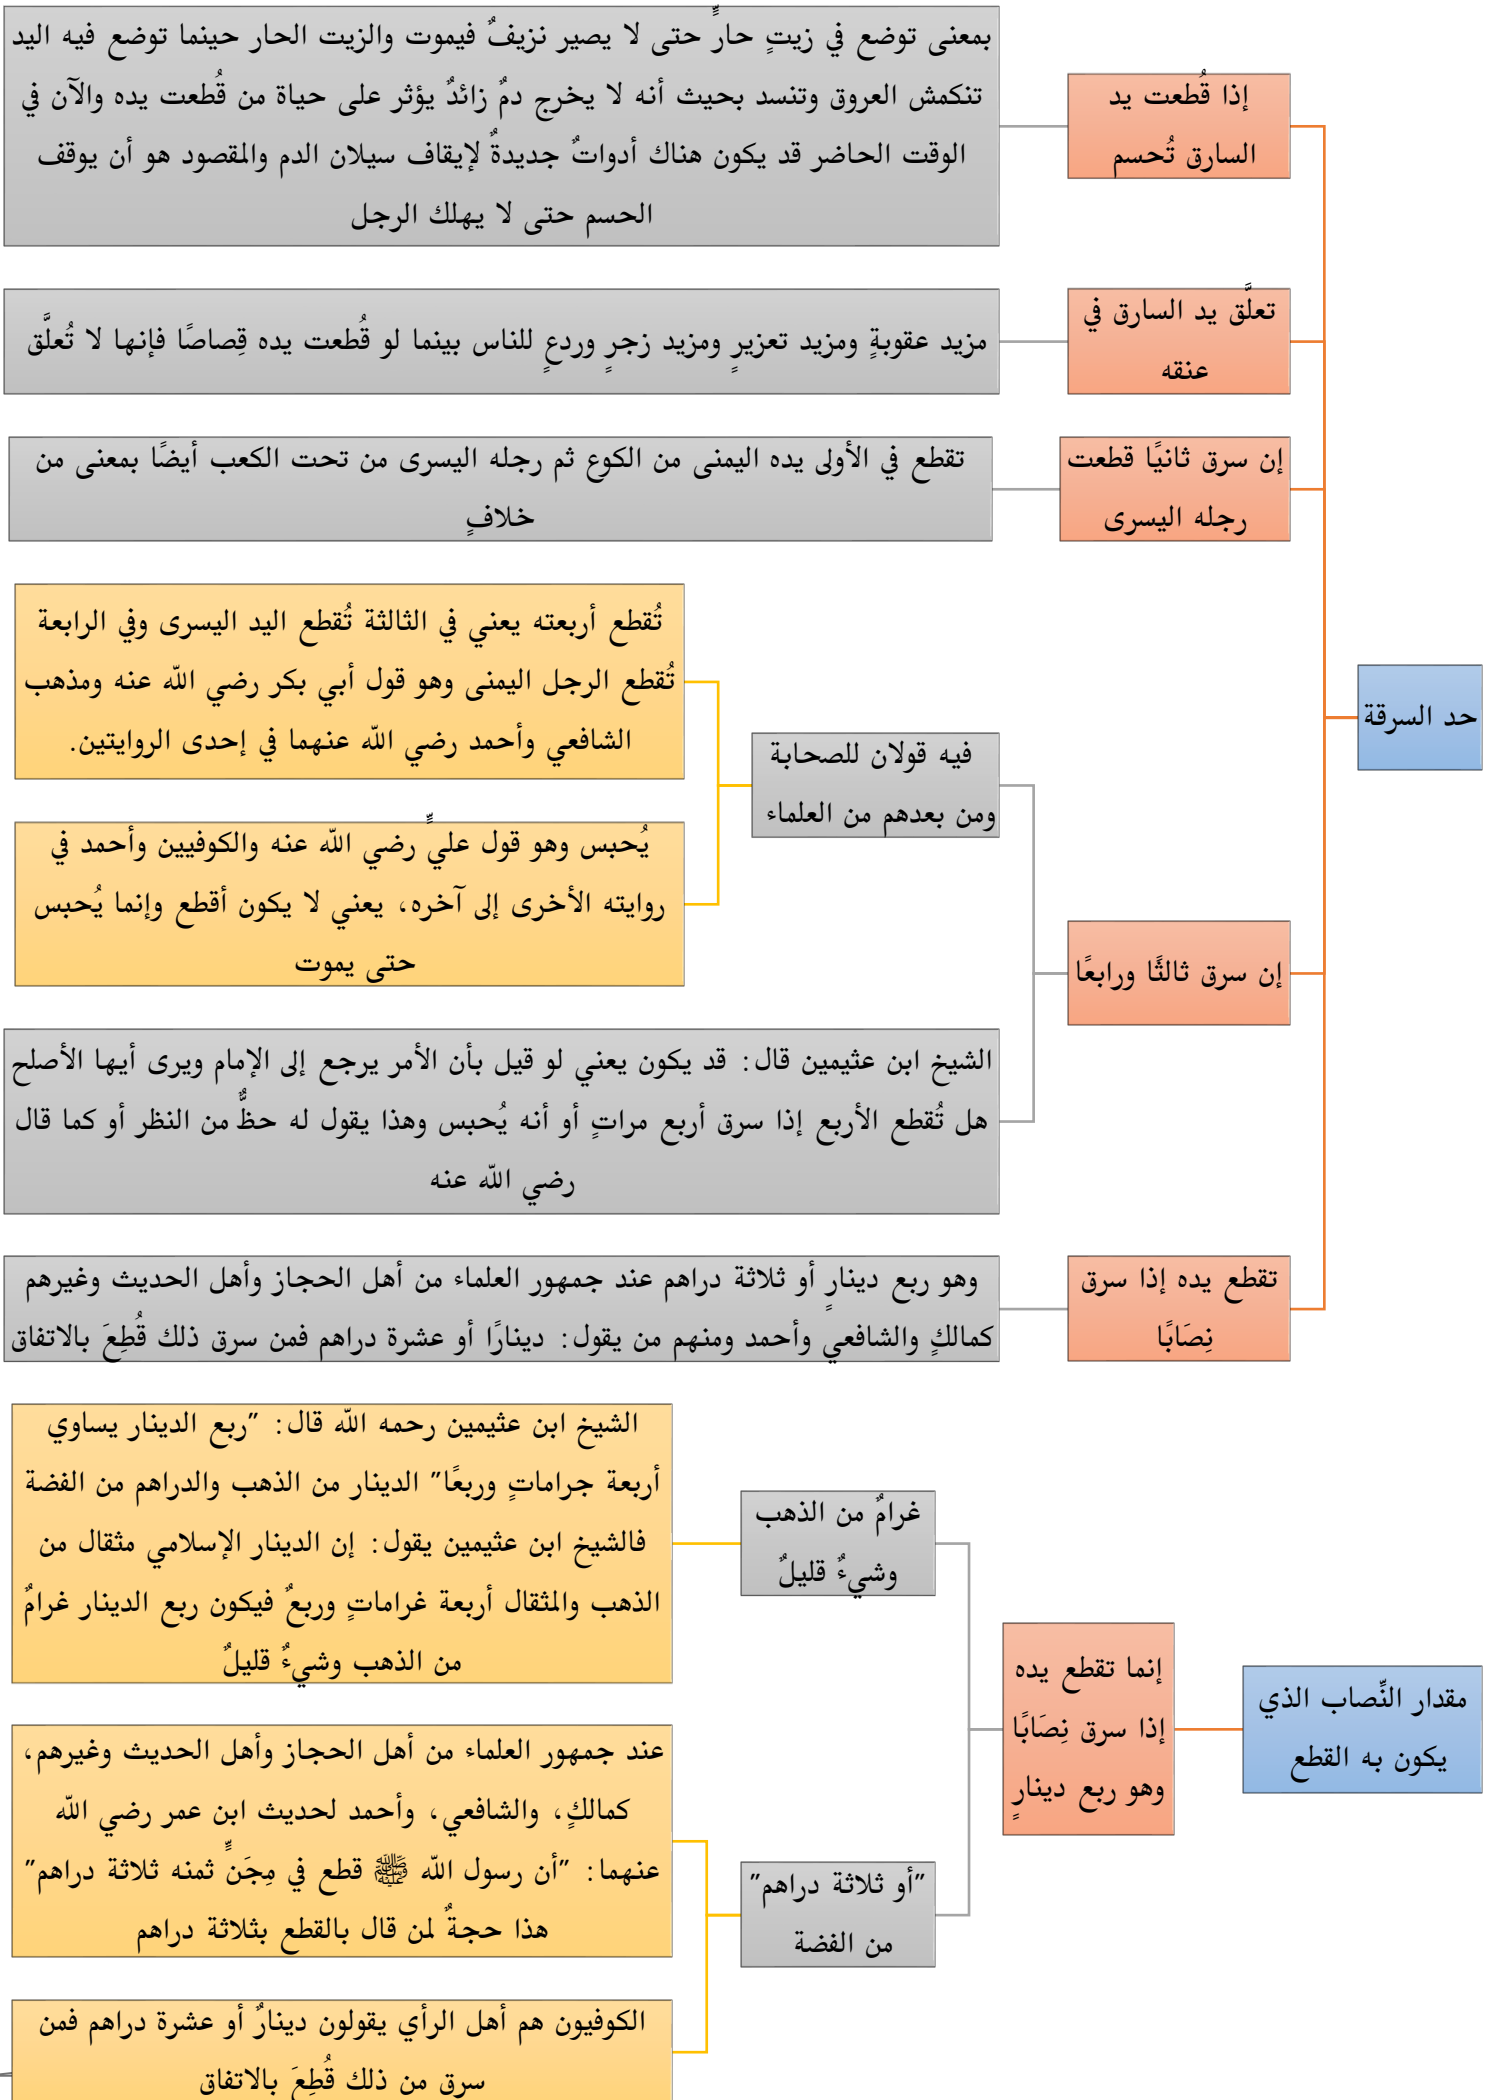 حد السرقة
إذا قُطعت يد
السارق تُحسم
بمعنى توضع في زيتٍ حارٍّ حتى لا يصير نزيفٌ فيموت والزيت الحار حينما توضع فيه اليد
تنكمش العروق وتنسد بحيث أنه لا يخرج دمٌ زائدٌ يؤثر على حياة من قُطعت يده والآن في
الوقت الحاضر قد يكون هناك أدواتٌ جديدةٌ لإيقاف سيلان الدم والمقصود هو أن يوقف
الحسم حتى لا يهلك الرجل
تعلَّق يد السارق في
عنقه
مزيد عقوبةٍ ومزيد تعزيرٍ ومزيد زجرٍ وردعٍ للناس بينما لو قُطعت يده قِصاصًا فإنها لا تُعلَّق
إن سرق ثانيًا قطعت
رجله اليسرى
تقطع في الأولى يده اليمنى من الكوع ثم رجله اليسرى من تحت الكعب أيضًا بمعنى من
خلافٍ
إن سرق ثالثًا ورابعًا
فيه قولان للصحابة
ومن بعدهم من العلماء
تُقطع أربعته يعني في الثالثة تُقطع اليد اليسرى وفي الرابعة
تُقطع الرجل اليمنى وهو قول أبي بكر رضي الله عنه ومذهب
الشافعي وأحمد رضي الله عنهما في إحدى الروايتين.
يُحبس وهو قول عليٍّ رضي الله عنه والكوفيين وأحمد في
روايته الأخرى إلى آخره، يعني لا يكون أقطع وإنما يُحبس
حتى يموت
الشيخ ابن عثيمين قال: قد يكون يعني لو قيل بأن الأمر يرجع إلى الإمام ويرى أيها الأصلح
هل تُقطع الأربع إذا سرق أربع مراتٍ أو أنه يُحبس وهذا يقول له حظٌّ من النظر أو كما قال
رضي الله عنه
تقطع يده إذا سرق
نِصَابًا
وهو ربع دينارٍ أو ثلاثة دراهم عند جمهور العلماء من أهل الحجاز وأهل الحديث وغيرهم
كمالكٍ والشافعي وأحمد ومنهم من يقول: دينارًا أو عشرة دراهم فمن سرق ذلك قُطِعَ بالاتفاق
مقدار النِّصاب الذي
يكون به القطع
إنما تقطع يده
إذا سرق نِصَابًا
وهو ربع دينارٍ
غرامٌ من الذهب
وشيءٌ قليلٌ
الشيخ ابن عثيمين رحمه الله قال: "ربع الدينار يساوي
أربعة جراماتٍ وربعًا" الدينار من الذهب والدراهم من الفضة
فالشيخ ابن عثيمين يقول: إن الدينار الإسلامي مثقال من
الذهب والمثقال أربعة غراماتٍ وربعٌ فيكون ربع الدينار غرامٌ
من الذهب وشيءٌ قليلٌ
"أو ثلاثة دراهم"
من الفضة
عند جمهور العلماء من أهل الحجاز وأهل الحديث وغيرهم،
كمالكٍ، والشافعي، وأحمد لحديث ابن عمر رضي الله
عنهما: "أن رسول الله ﷺ قطع في مِجَنٍّ ثمنه ثلاثة دراهم"
هذا حجةٌ لمن قال بالقطع بثلاثة دراهم
الكوفيون هم أهل الرأي يقولون دينارٌ أو عشرة دراهم فمن
سرق من ذلك قُطِعَ بالاتفاق